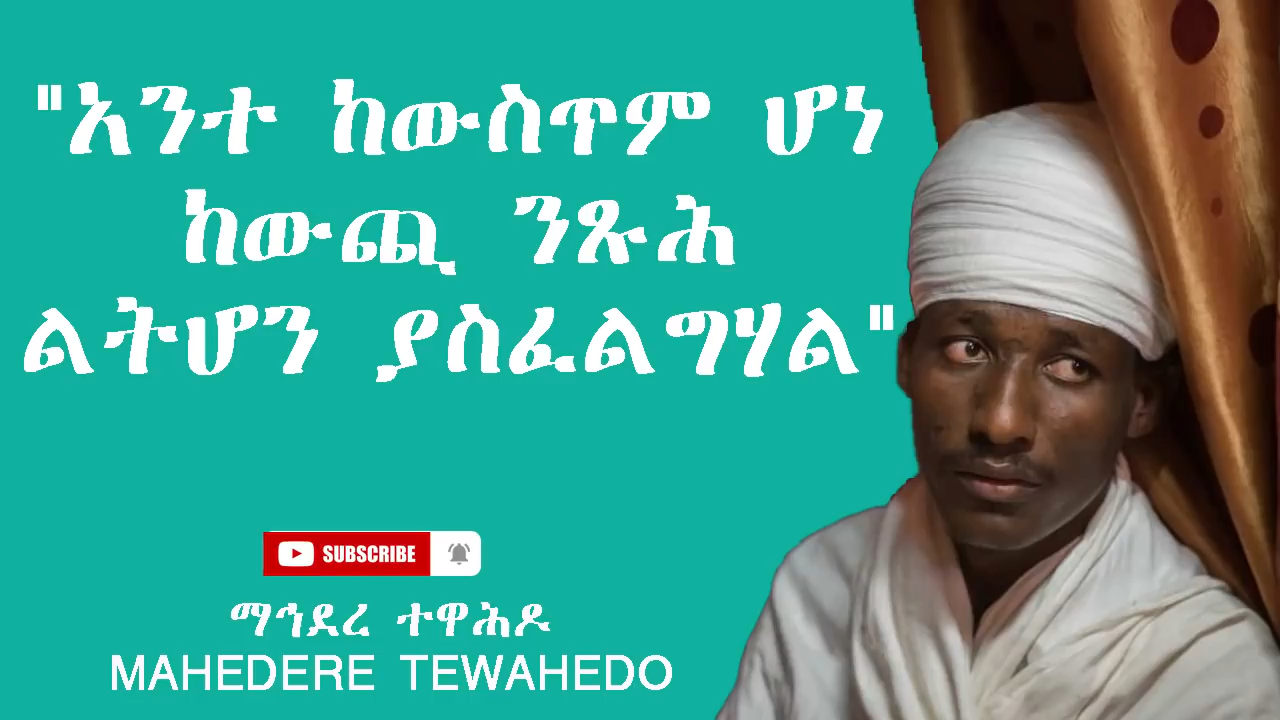 "አንተ ከውስጥም ሆነ
ከውጪ ንጹሕ
ልትሆን ያስፈልግሃል"
SUBSCRIBE
ማኅደረ ተዋሕዶ
MAHEDERE TEWAHEDO